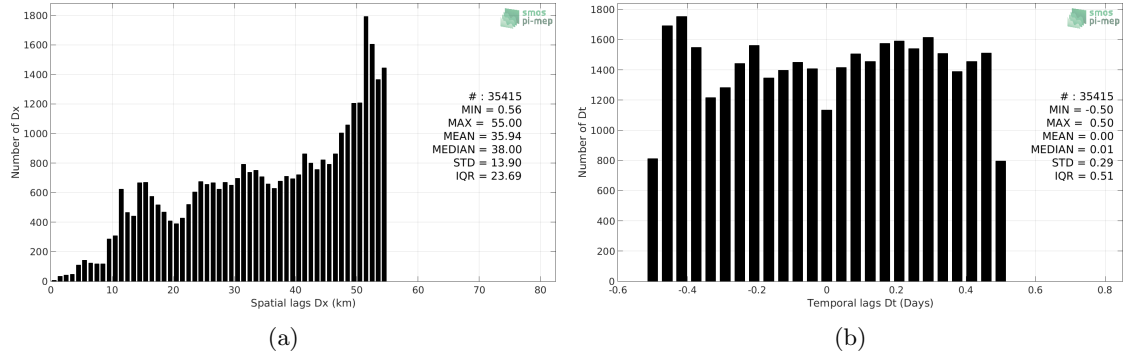 1800
1600
1400
1200
1000
800
600
400
200
0
Number of Dx
0 10 20 30 40 50 60 70 80
Spatial lags Dx (km)
smos
pi-mep
# : 35415
MIN = 0.56
MAX = 55.00
MEAN = 35.94
MEDIAN = 38.00
STD = 13.90
IQR = 23.69
(a)
1800
1600
1400
1200
1000
800
600
400
200
0
Number of Dt
-0.6 -0.4 -0.2 0 0.2 0.4 0.6 0.8
Temporal lags Dt (Days)
smos
pi-mep
# : 35415
MIN = -0.50
MAX = 0.50
MEAN = 0.00
MEDIAN = 0.01
STD = 0.29
IQR = 0.51
(b)